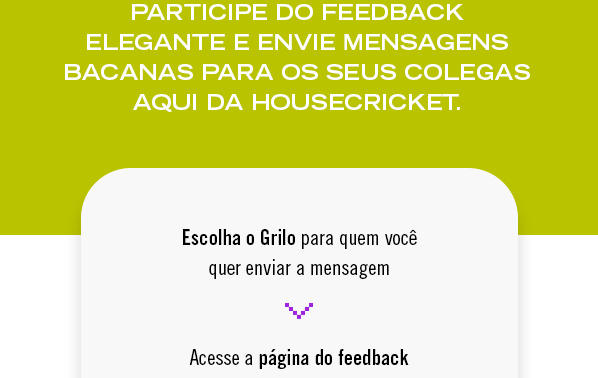 PARTICIPE DO FEEDBACK
ELEGANTE E ENVIE MENSAGENS
BACANAS PARA OS SEUS COLEGAS
AQUI DA HOUSECRICKET.
Escolha o Grilo para quem você
quer enviar a mensagem
Acesse a página do feedback